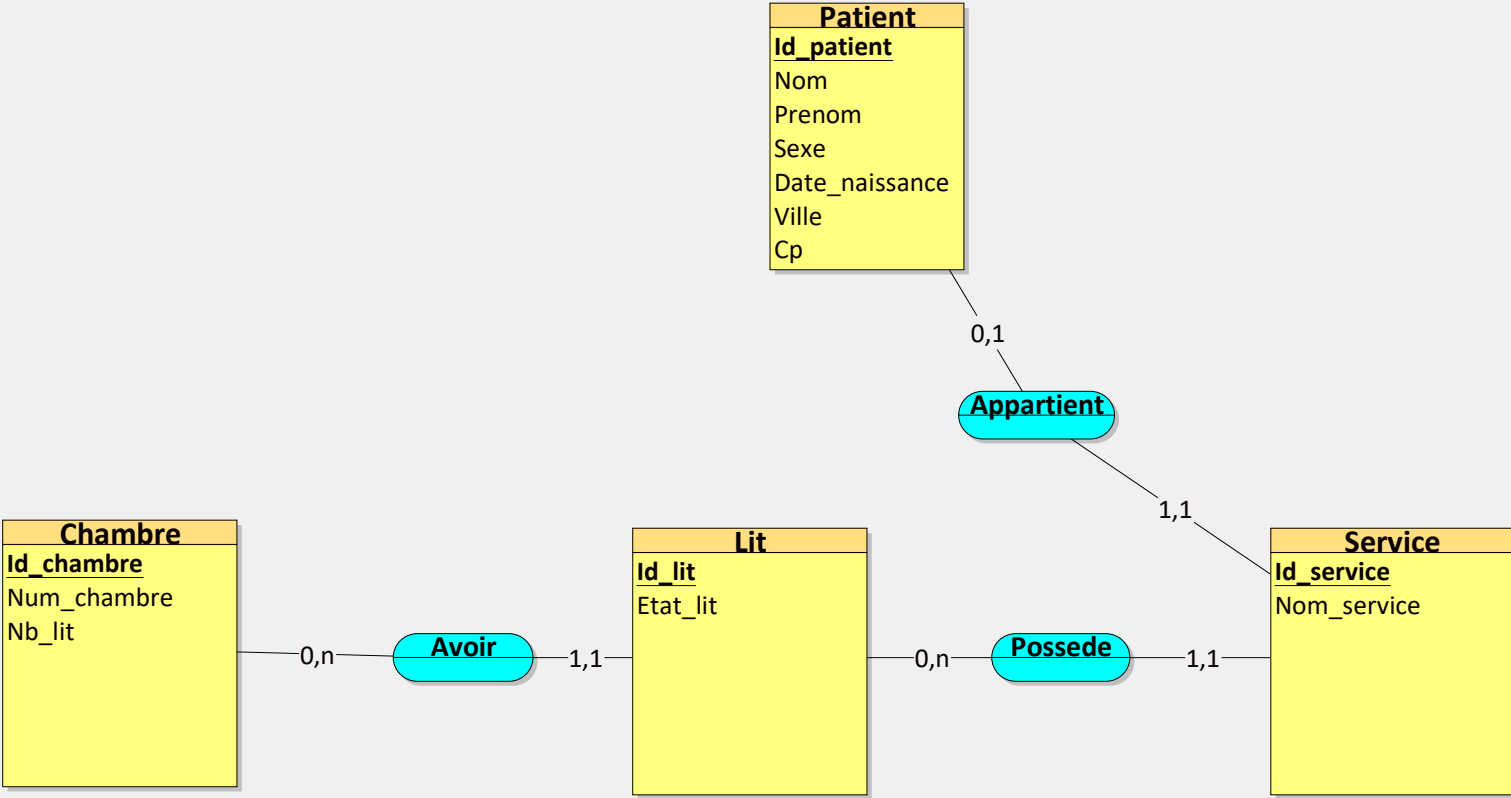 Patient
Id_patient
Nom
Prenom
Sexe
Date_naissance
Ville
Cp
0,1
Appartient
1,1
Chambre
Id_chambre
Num_chambre
Nb_lit
0,n
Avoir
1,1
Lit
Id_lit
Etat_lit
0,n
Possede
1,1
Service
Id_service
Nom_service